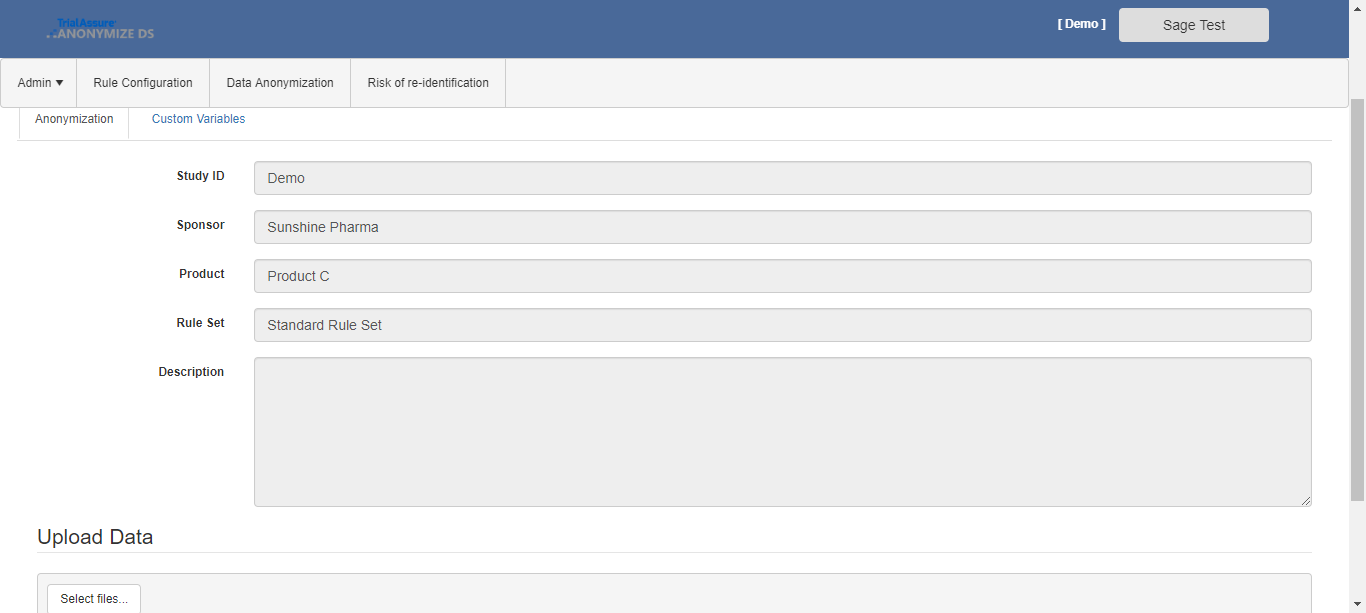 TrialAssure
ANONYMIZE DS
[ Demo ]
Sage Test
Admin ▼
Rule Configuration
Data Anonymization
Risk of re-identification
Anonymization
Custom Variables
Study ID
Demo
Sponsor
Sunshine Pharma
Product
Product C
Rule Set
Standard Rule Set
Description
Upload Data
Select files...